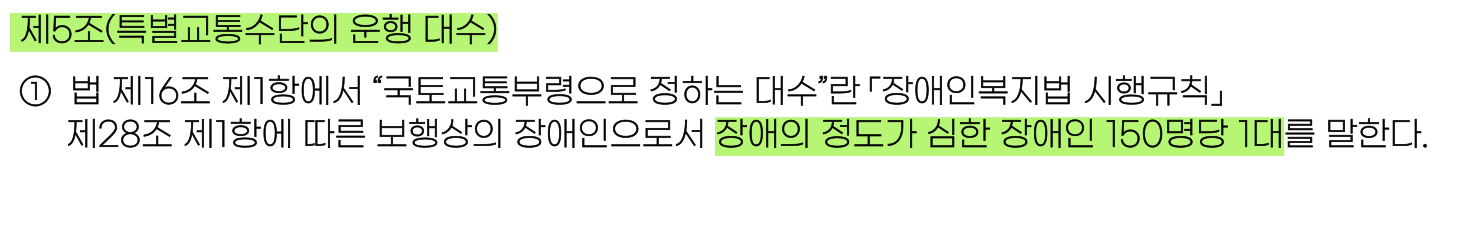 제5조(특별교통수단의 운행 대수)
① 법 제16조 제1항에서 “국토교통부령으로 정하는 대수”란 「장애인복지법 시행규칙」
제28조 제1항에 따른 보행상의 장애인으로서 장애의 정도가 심한 장애인 150명당 1대를 말한다.